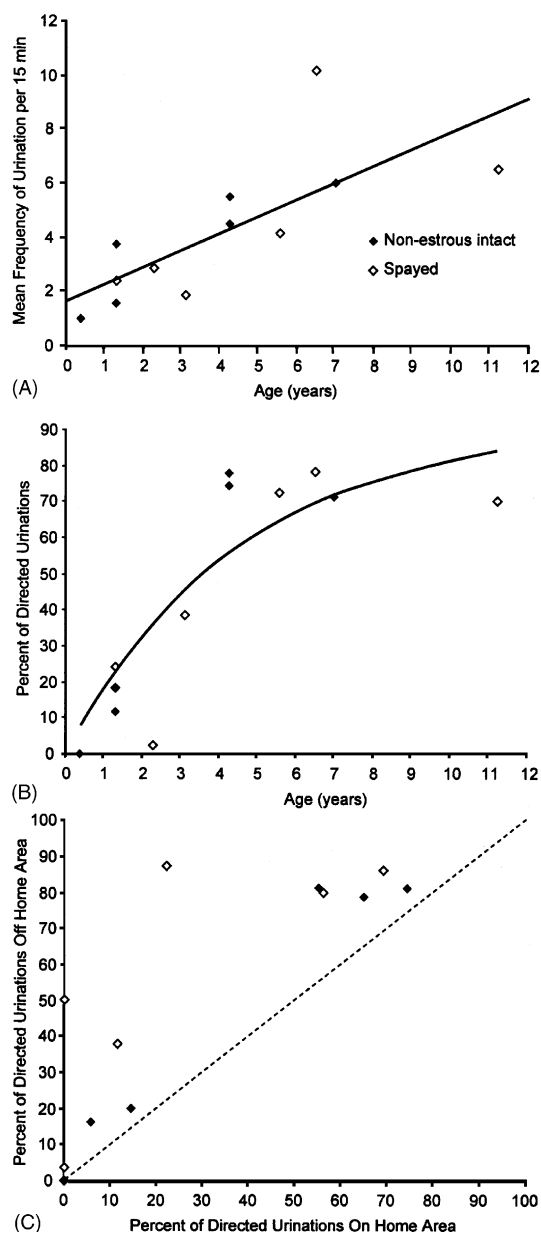 12
10
8
6
4
2
0
Mean Frequency of Urination per 15 min
Non-estrous intact
Spayed
0 1 2 3 4 5 6 7 8 9 10 11 12
Age (years)
(A)
90
80
70
60
50
40
30
20
10
0
Percent of Directed Urinations
0 1 2 3 4 5 6 7 8 9 10 11 12
Age (years)
(B)
100
90
80
70
60
50
40
30
20
10
0
Percent of Directed Urinations Off Home Area
0 10 20 30 40 50 60 70 80 90 100
Percent of Directed Urinations On Home Area
(C)